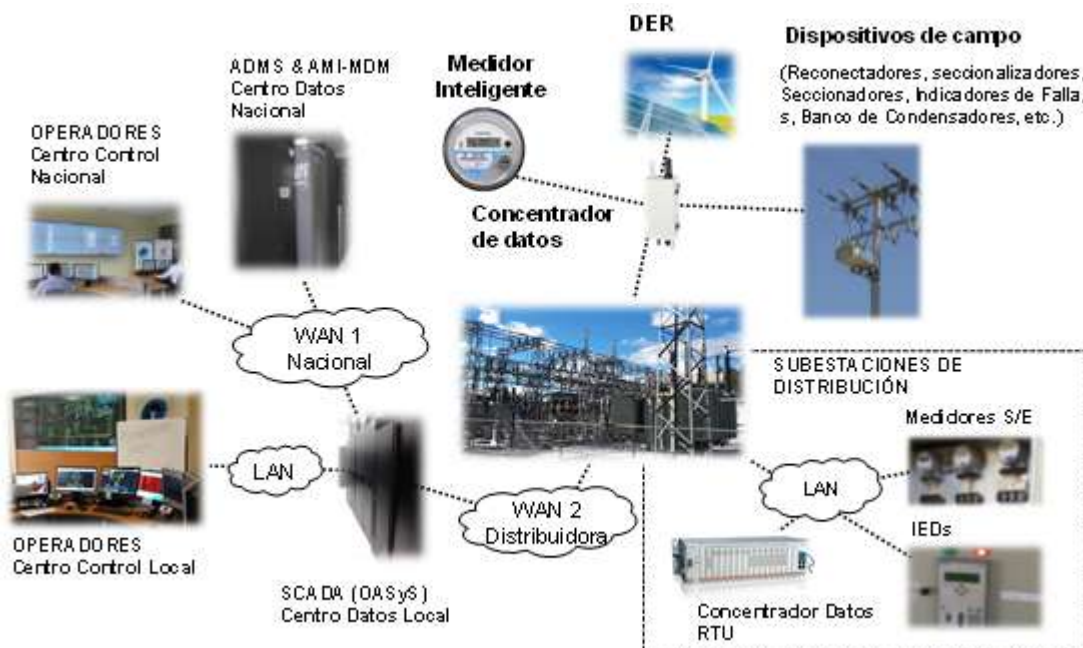 DER
Dispositivos de campo
(Reconectadores, seccionalizadores,
Seccionadores, Indicadores de Falla
s, Banco de Condensadores, etc.)
Medidor
Inteligente
ADMS & AMI-MDM
Centro Datos
Nacional
OPERADORES
Centro Control
Nacional
Concentrador
de datos
WAN 1
Nacional
SUBESTACIONES DE
DISTRIBUCIÓN
Medidores S/E
LAN
LAN
WAN 2
Distribuidora
IEDs
OPERADORES
Centro Control Local
SCADA (OASyS)
Centro Datos Local
Concentrador Datos
RTU